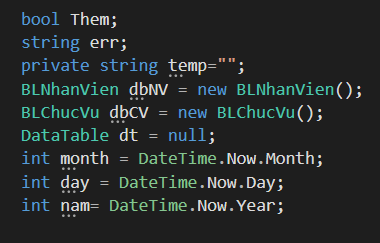 bool Them;
string err;
private string temp="";
BLNhanVien dbNV = new BLNhanVien();
BLChucVu dbCV = new BLChucVu();
DataTable dt = null;
int month = DateTime.Now.Month;
int day = DateTime.Now.Day;
int nam= DateTime.Now.Year;